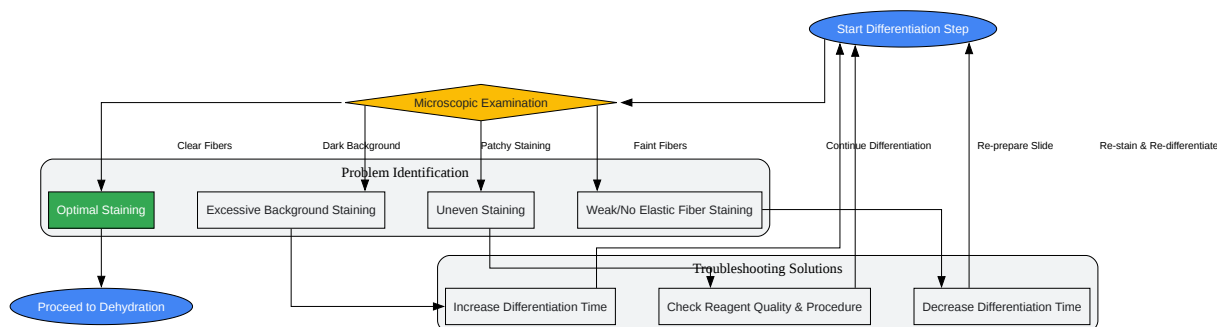 Start Differentiation Step
Microscopic Examination
Clear Fibers
Dark Background
Patchy Staining
Faint Fibers
Continue Differentiation
Re-prepare Slide
Re-stain & Re-differentiate
Problem Identification
Optimal Staining
Excessive Background Staining
Uneven Staining
Weak/No Elastic Fiber Staining
Troubleshooting Solutions
Proceed to Dehydration
Increase Differentiation Time
Check Reagent Quality & Procedure
Decrease Differentiation Time